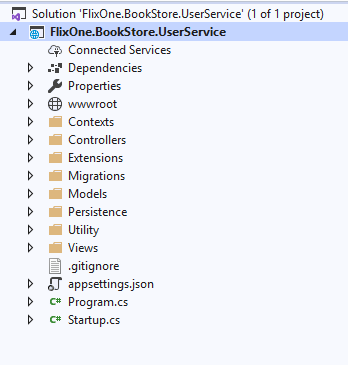 Solution 'FlixOne.BookStore.UserService' (1 of 1 project)
FlixOne.BookStore.UserService
Connected Services
Dependencies
Properties
wwwroot
Contexts
Controllers
Extensions
Migrations
Models
Persistence
Utility
Views
.gitignore
appsettings.json
C# Program.cs
C# Startup.cs